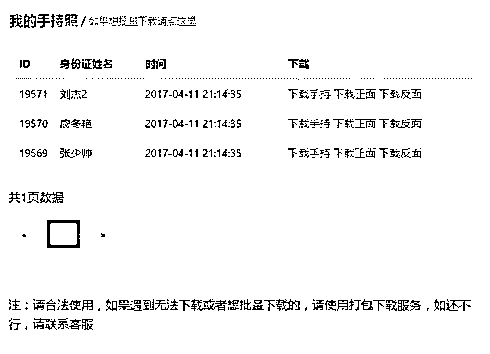 我的手持照 / 如果想批量下载请点这里
ID 身份证姓名 时间 下载
19571 刘杰2 2017-04-11 21:14:35 下载手持 下载正面 下载反面
19570 冬艳 2017-04-11 21:14:35 下载手持 下载正面 下载反面
19569 张少帅 2017-04-11 21:14:35 下载手持 下载正面 下载反面
共1页数据
注：请合法使用，如果遇到无法下载或者想批量下载的，请使用打包下载服务，如还不
行，请联系客服